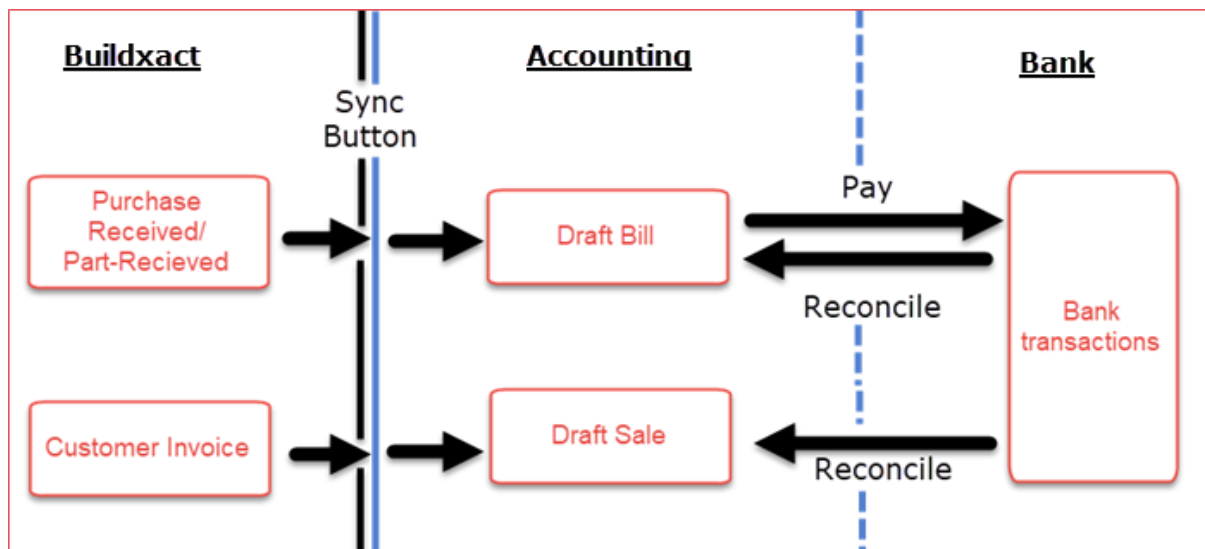 Buildxact
Accounting
Bank
Sync
Button
Purchase
Received/
Part-Recieved
Draft Bill
Pay
Reconcile
Bank
transactions
Customer Invoice
Draft Sale
Reconcile